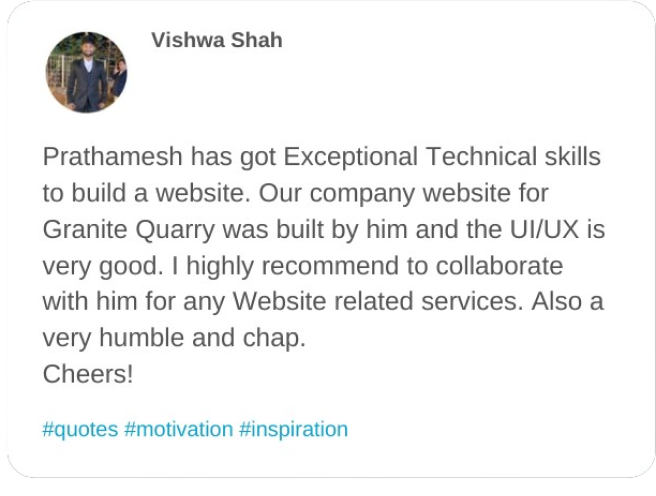 Vishwa Shah
Prathamesh has got Exceptional Technical skills
to build a website. Our company website for
Granite Quarry was built by him and the UI/UX is
very good. I highly recommend to collaborate
with him for any Website related services. Also a
very humble and chap.
Cheers!
#quotes #motivation #inspiration